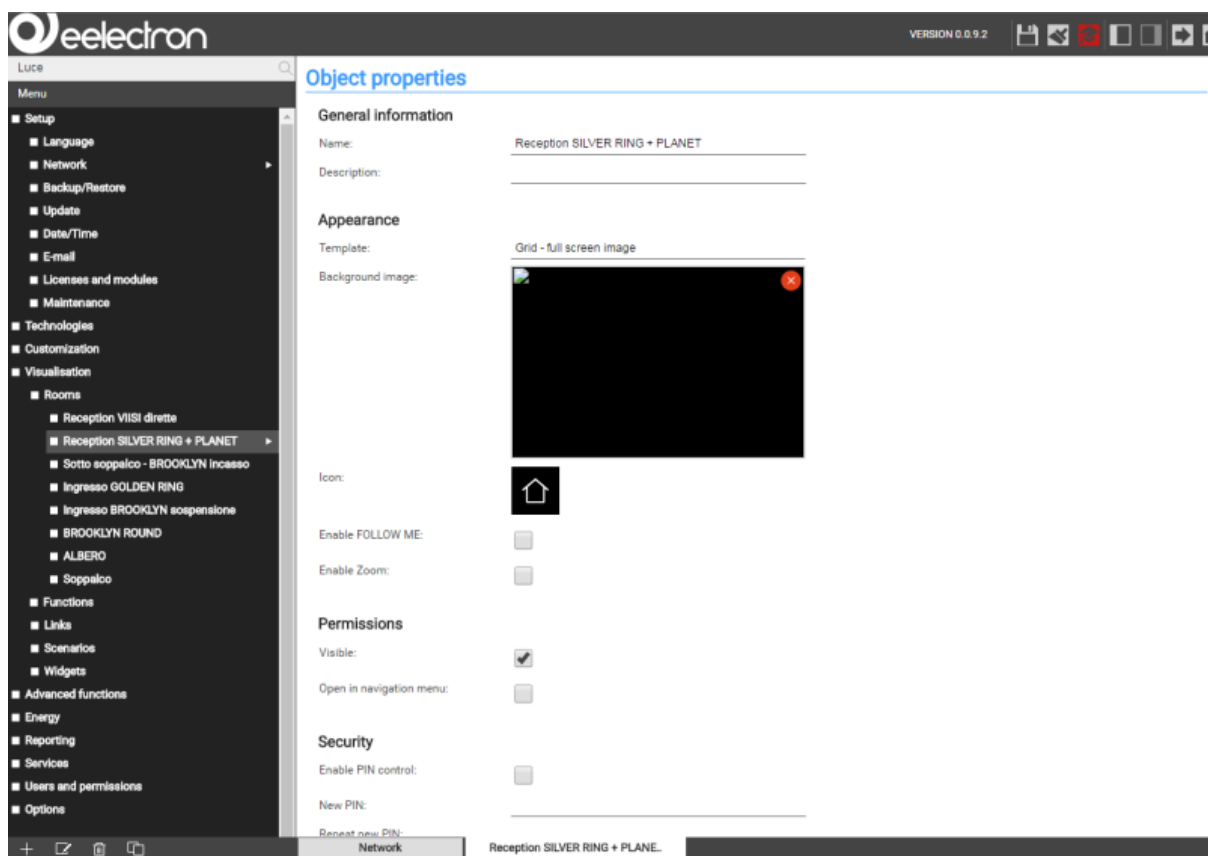 eelectron
VERSION 0.0.9.2
Luce
Menu
Setup
Language
Network
Backup/Restore
Update
Date/Time
E-mail
Licenses and modules
Maintenance
Technologies
Customization
Visualisation
Rooms
Reception VIISI dirette
Reception SILVER RING + PLANET
Sotto soppalco - BROOKLYN incasso
Ingresso GOLDEN RING
Ingresso BROOKLYN sospensione
BROOKLYN ROUND
ALBERO
Soppalco
Functions
Links
Scenarios
Widgets
Advanced functions
Energy
Reporting
Services
Users and permissions
Options
Object properties
General information
Name: Reception SILVER RING + PLANET
Description:
Appearance
Template: Grid - full screen image
Background image:
Icon:
Enable FOLLOW ME:
Enable Zoom:
Permissions
Visible:
Open in navigation menu:
Security
Enable PIN control:
New PIN:
Repeat new PIN:
Network
Reception SILVER RING + PLANE..